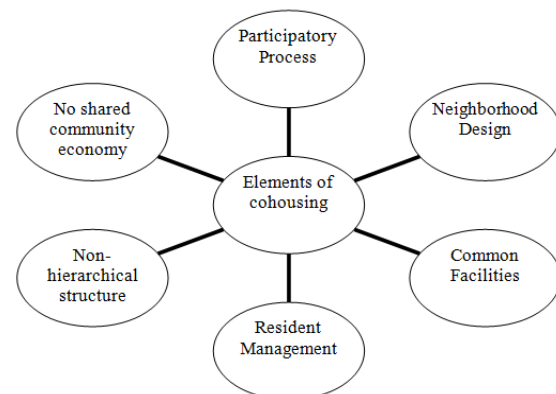 Participatory
Process
No shared
community
economy
Neighborhood
Design
Elements of
cohousing
Non-
hierarchical
structure
Common
Facilities
Resident
Management